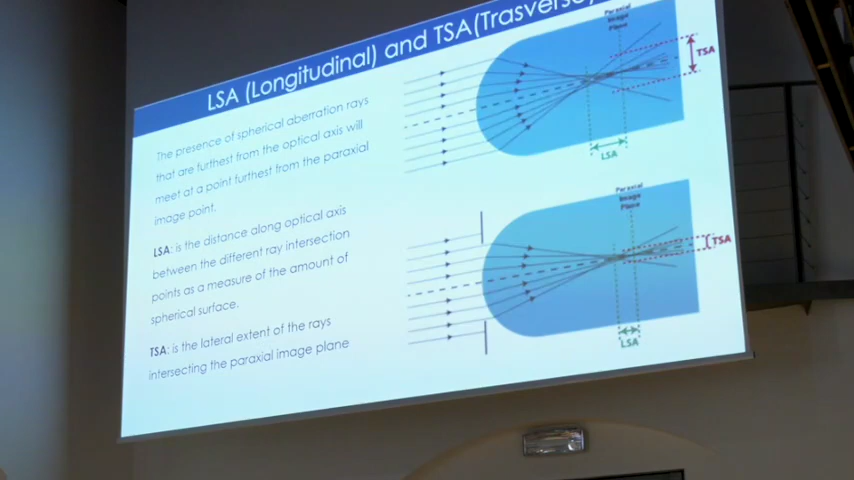 LSA (Longitudinal) and TSA(Trasverse)
The presence of spherical aberration rays
that are furthest from the optical axis will
meet at a point furthest from the paraxial
image point.
LSA: is the distance along optical axis
between the different ray intersection
points as a measure of the amount of
spherical surface.
TSA: is the lateral extent of the rays
intersecting the paraxial image plane
Paraxial
Image
Plane
TSA
LSA
Paraxial
Image
Plane
TSA
LSA